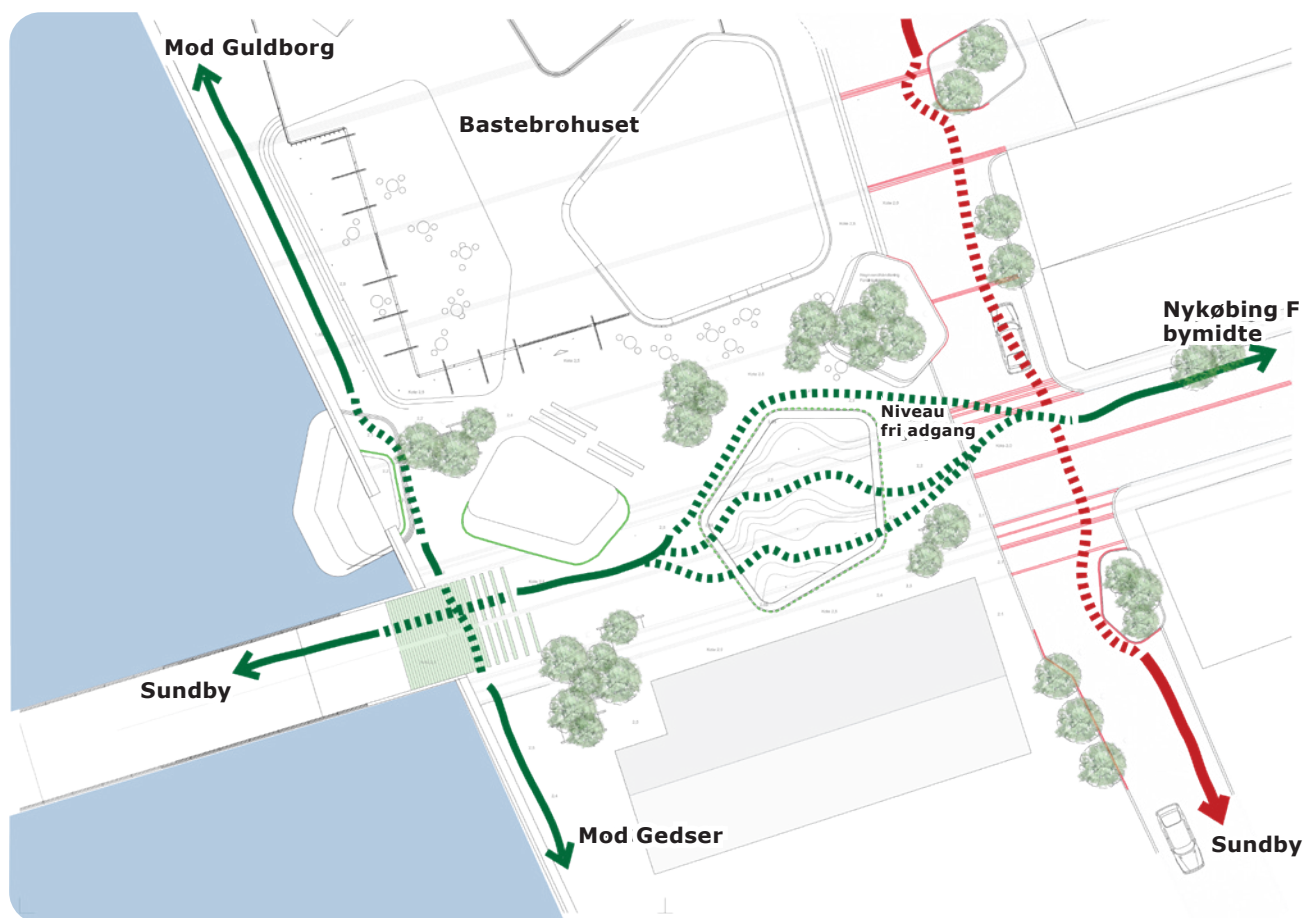 Mod Guldborg
Bastebrohuset
Nykøbing F
bymidte
Niveau
fri adgang
Sundby
Mod Gedser
Sundby